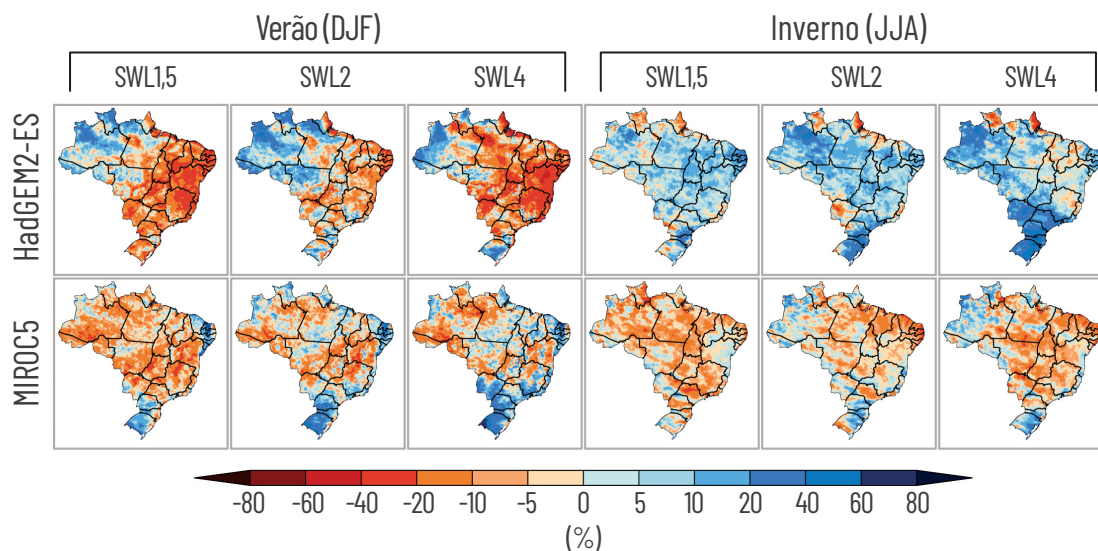 Verão (DJF)
Inverno (JJA)
SWL1,5
SWL2
SWL4
SWL1,5
SWL2
SWL4
HadGEM2-ES
MIROC5
-80 -60 -40 -20 -10 -5 0 5 10 20 60 80
(%)